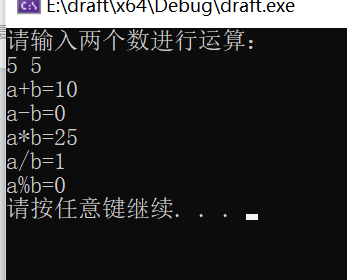 E:\draft\x64\Debug\draft.exe
请输入两个数进行运算：
5 5
a+b=10
a-b=0
a*b=25
a/b=1
a%b=0
请按任意键继续. . .